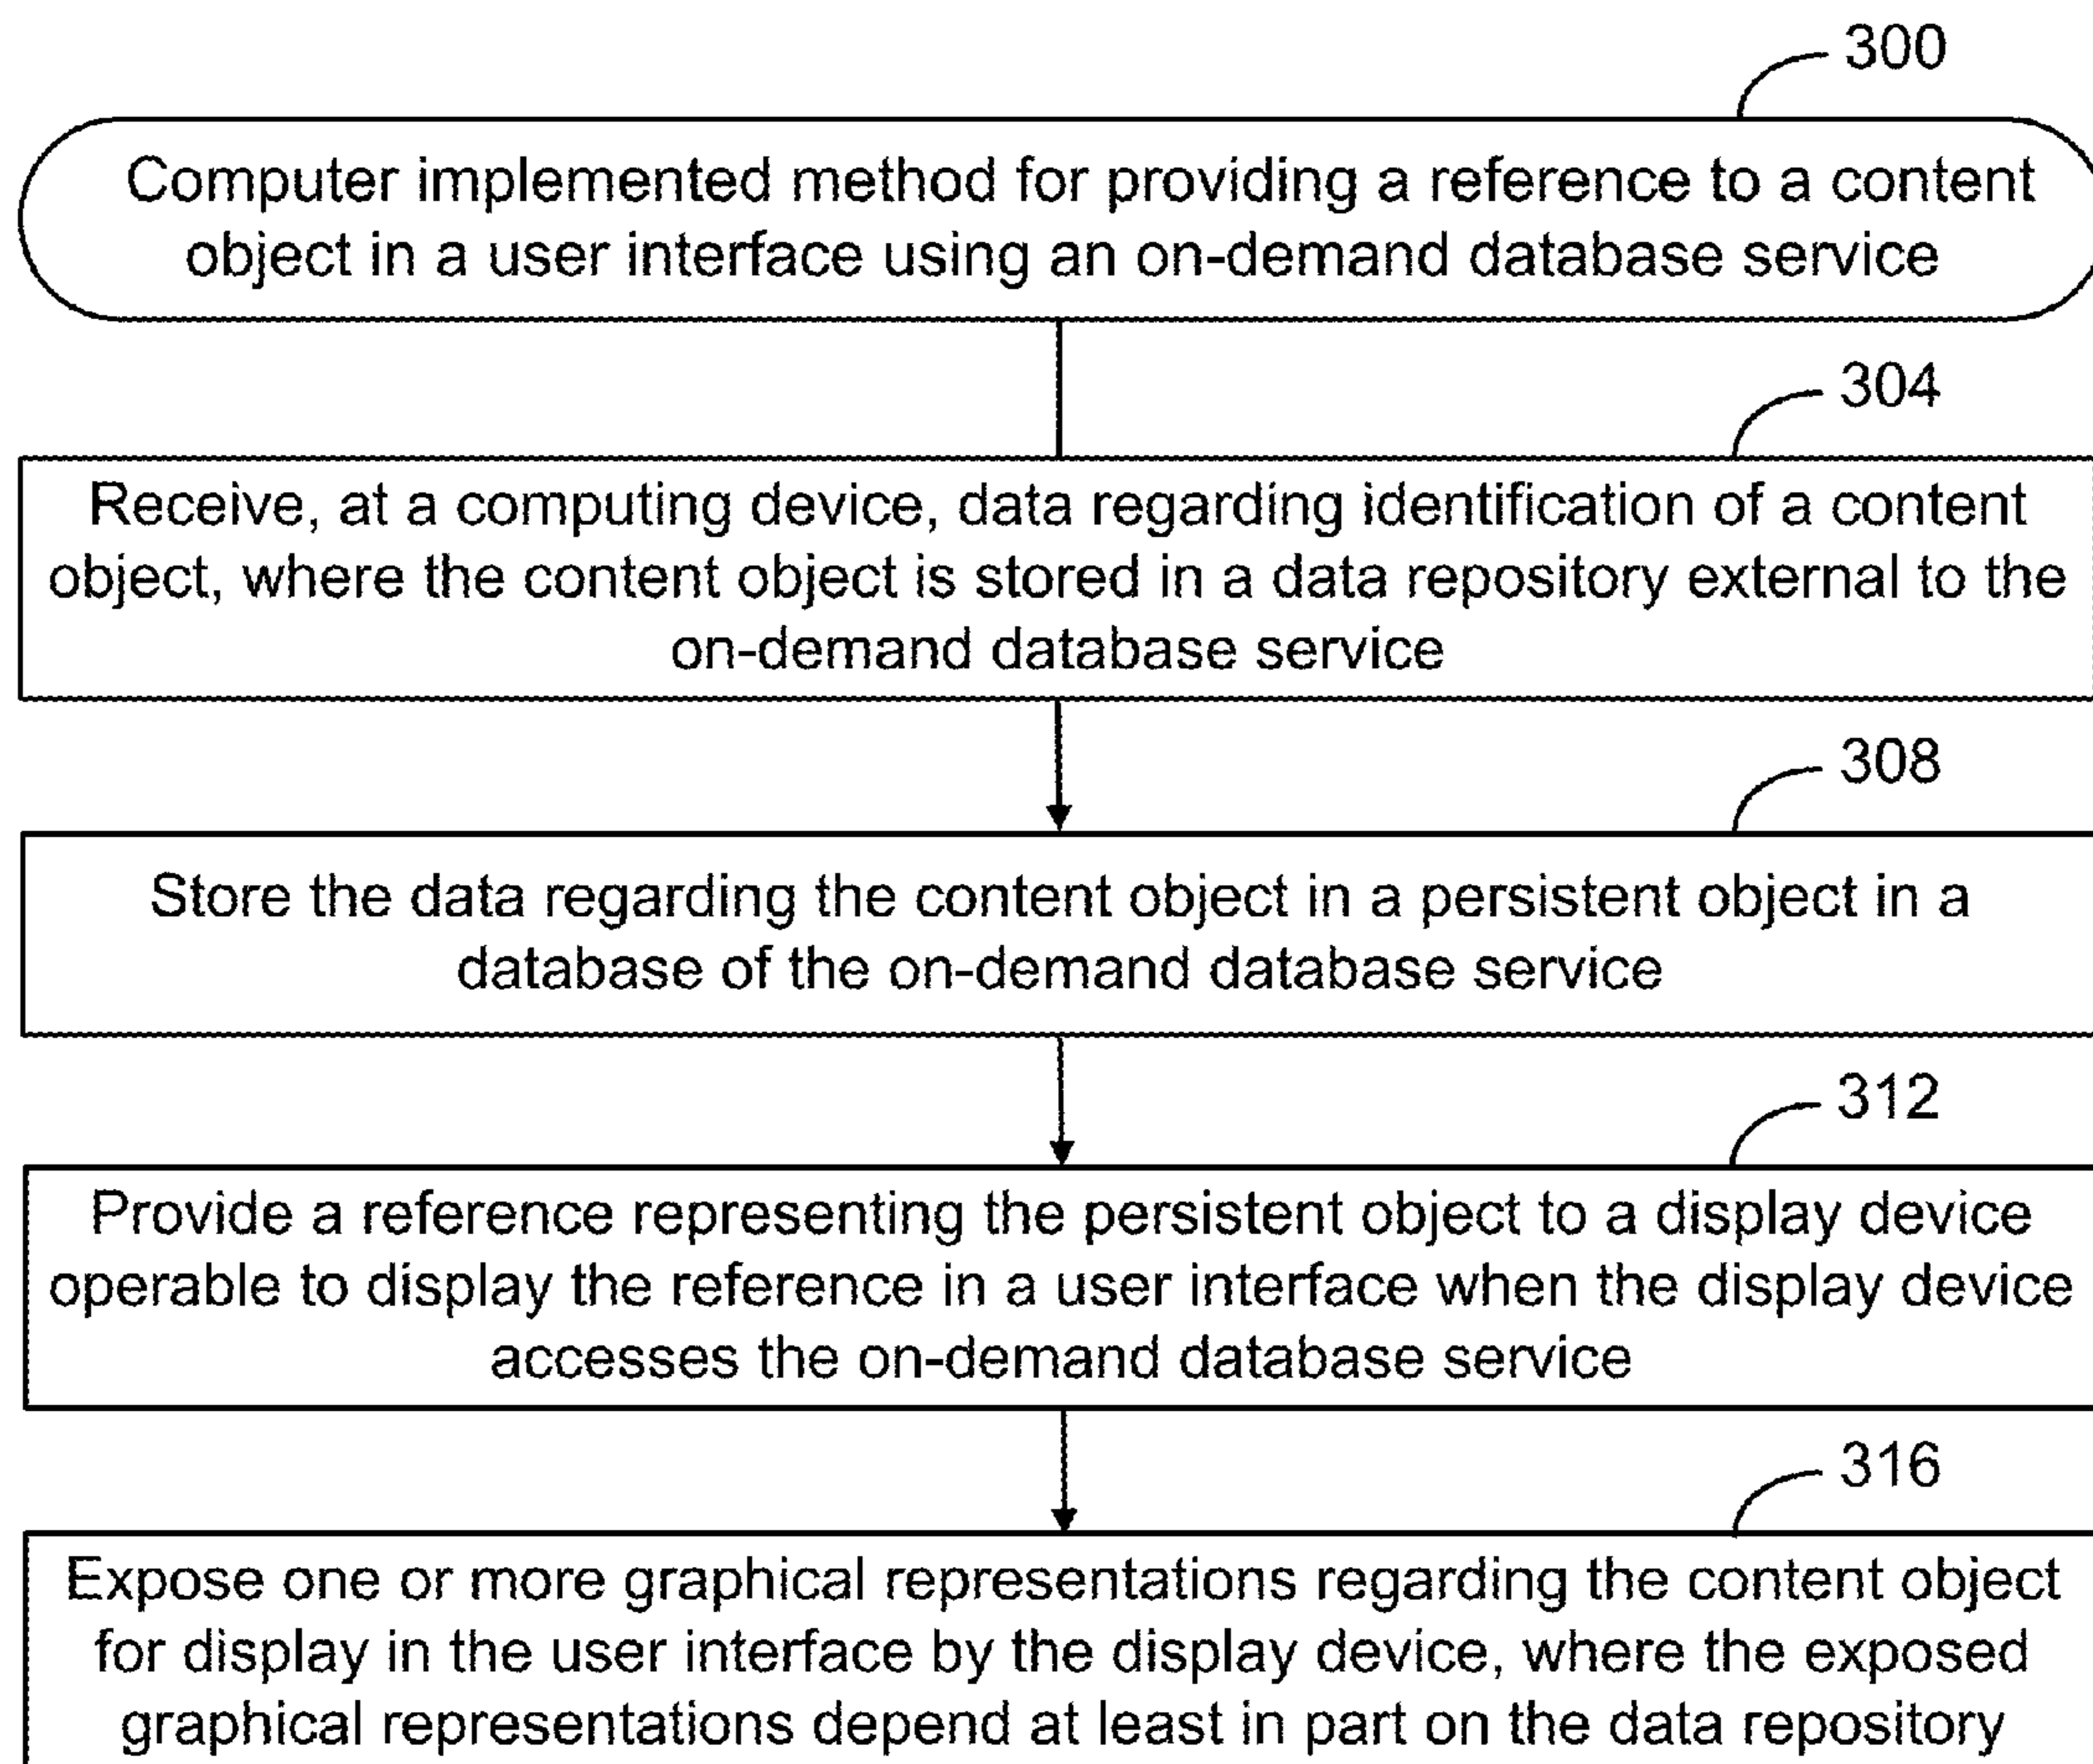 300
Computer implemented method for providing a reference to a content
object in a user interface using an on-demand database service
304
Receive, at a computing device, data regarding identification of a content
object, where the content object is stored in a data repository external to the
on-demand database service
308
Store the data regarding the content object in a persistent object in a
database of the on-demand database service
312
Provide a reference representing the persistent object to a display device
operable to display the reference in a user interface when the display device
accesses the on-demand database service
316
Expose one or more graphical representations regarding the content object
for display in the user interface by the display device, where the exposed
graphical representations depend at least in part on the data repository